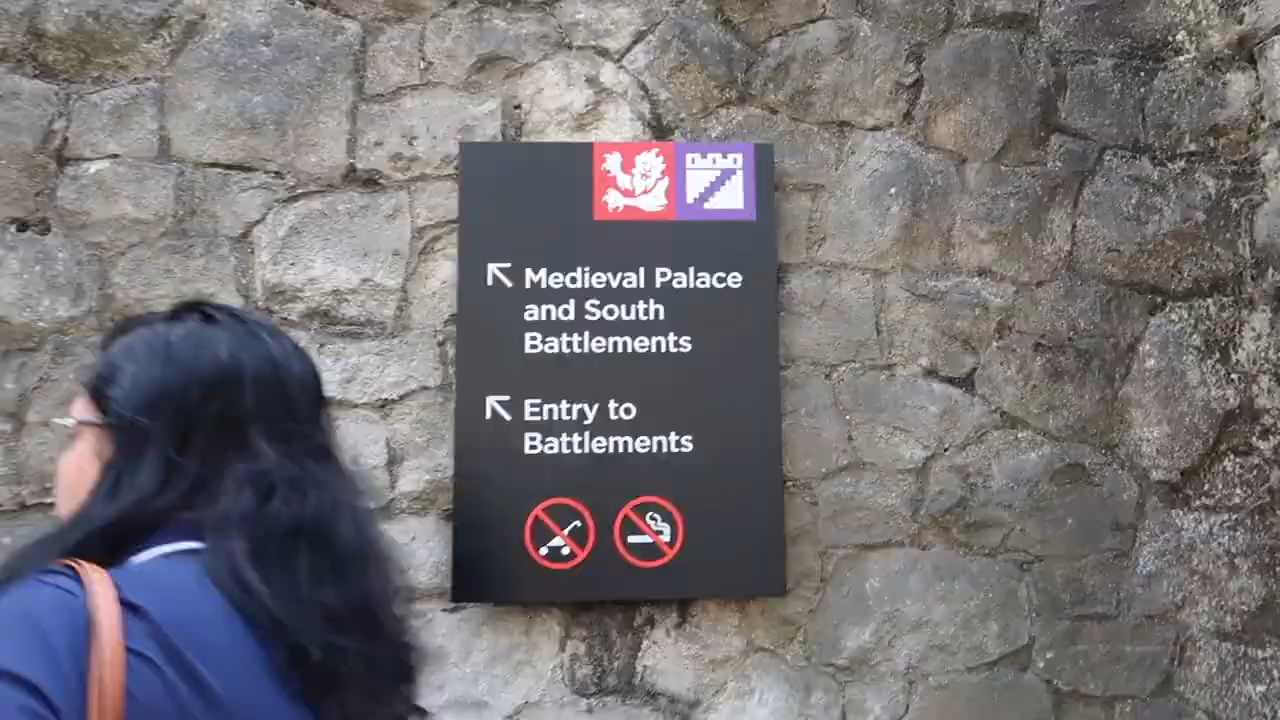 Medieval Palace
and South
Battlements
Entry to
Battlements